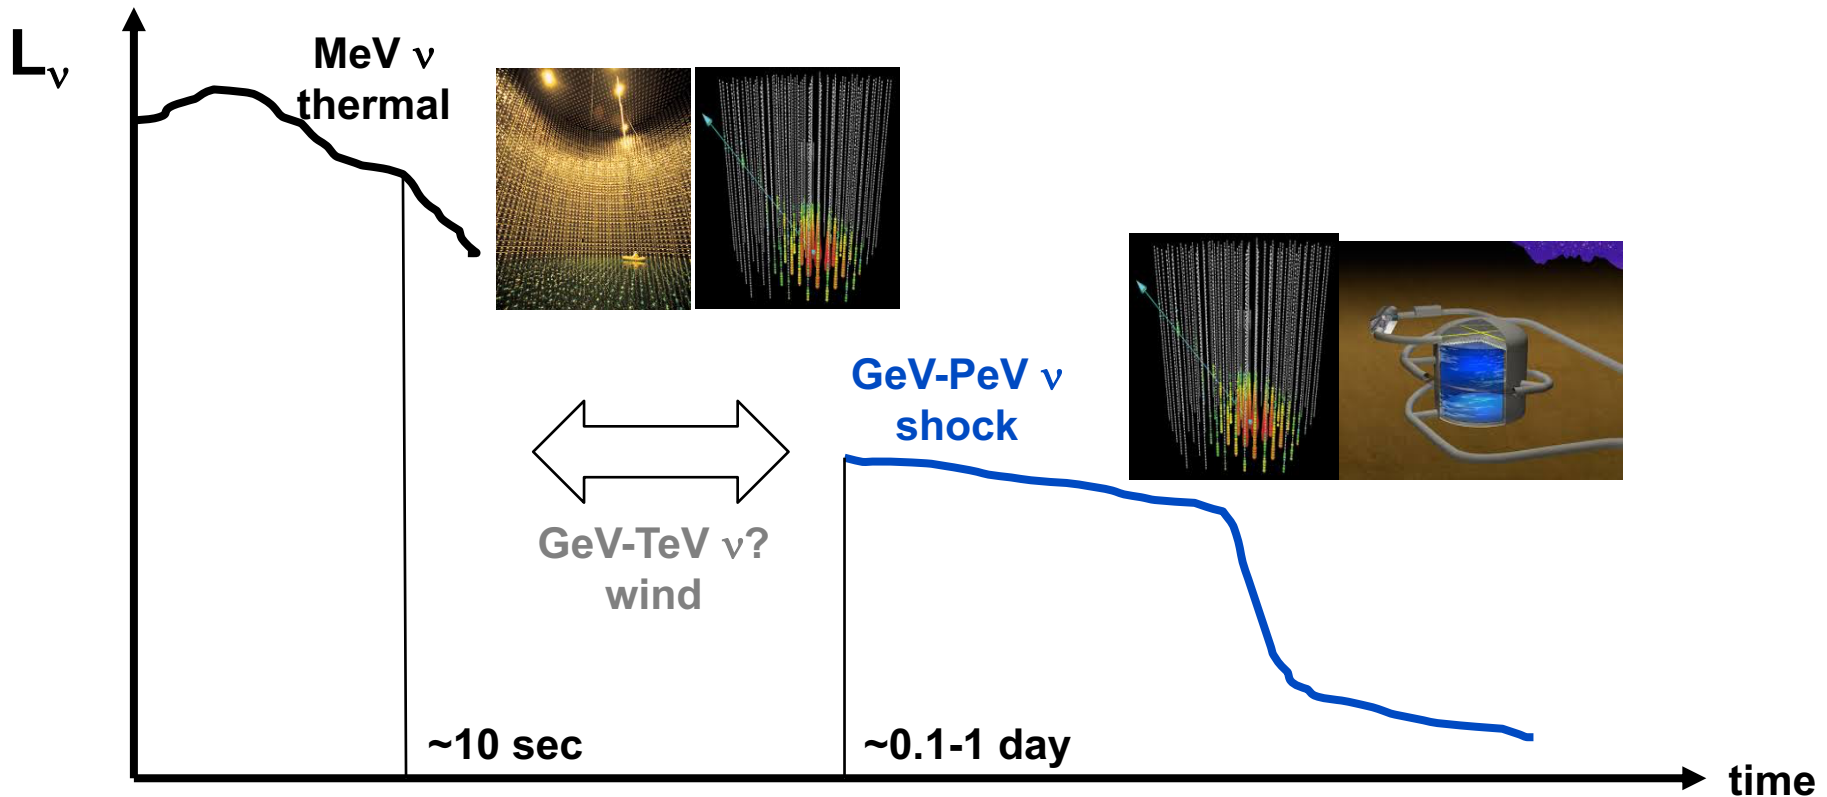 Lν
MeV ν
thermal
GeV-PeV ν
shock
GeV-TeV ν?
wind
~10 sec
~0.1-1 day
time